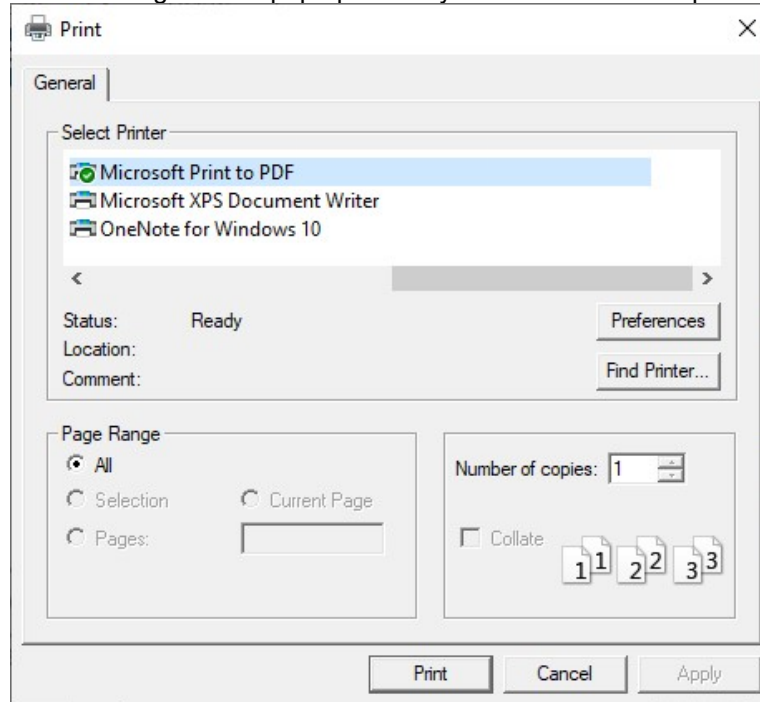 Print
General
Select Printer
Microsoft Print to PDF
Microsoft XPS Document Writer
OneNote for Windows 10
Status: Ready
Location:
Comment:
Preferences
Find Printer...
Page Range
All
Selection
Current Page
Pages:
Number of copies: 1
Collate
1 1 2 2 3 3
Print Cancel Apply